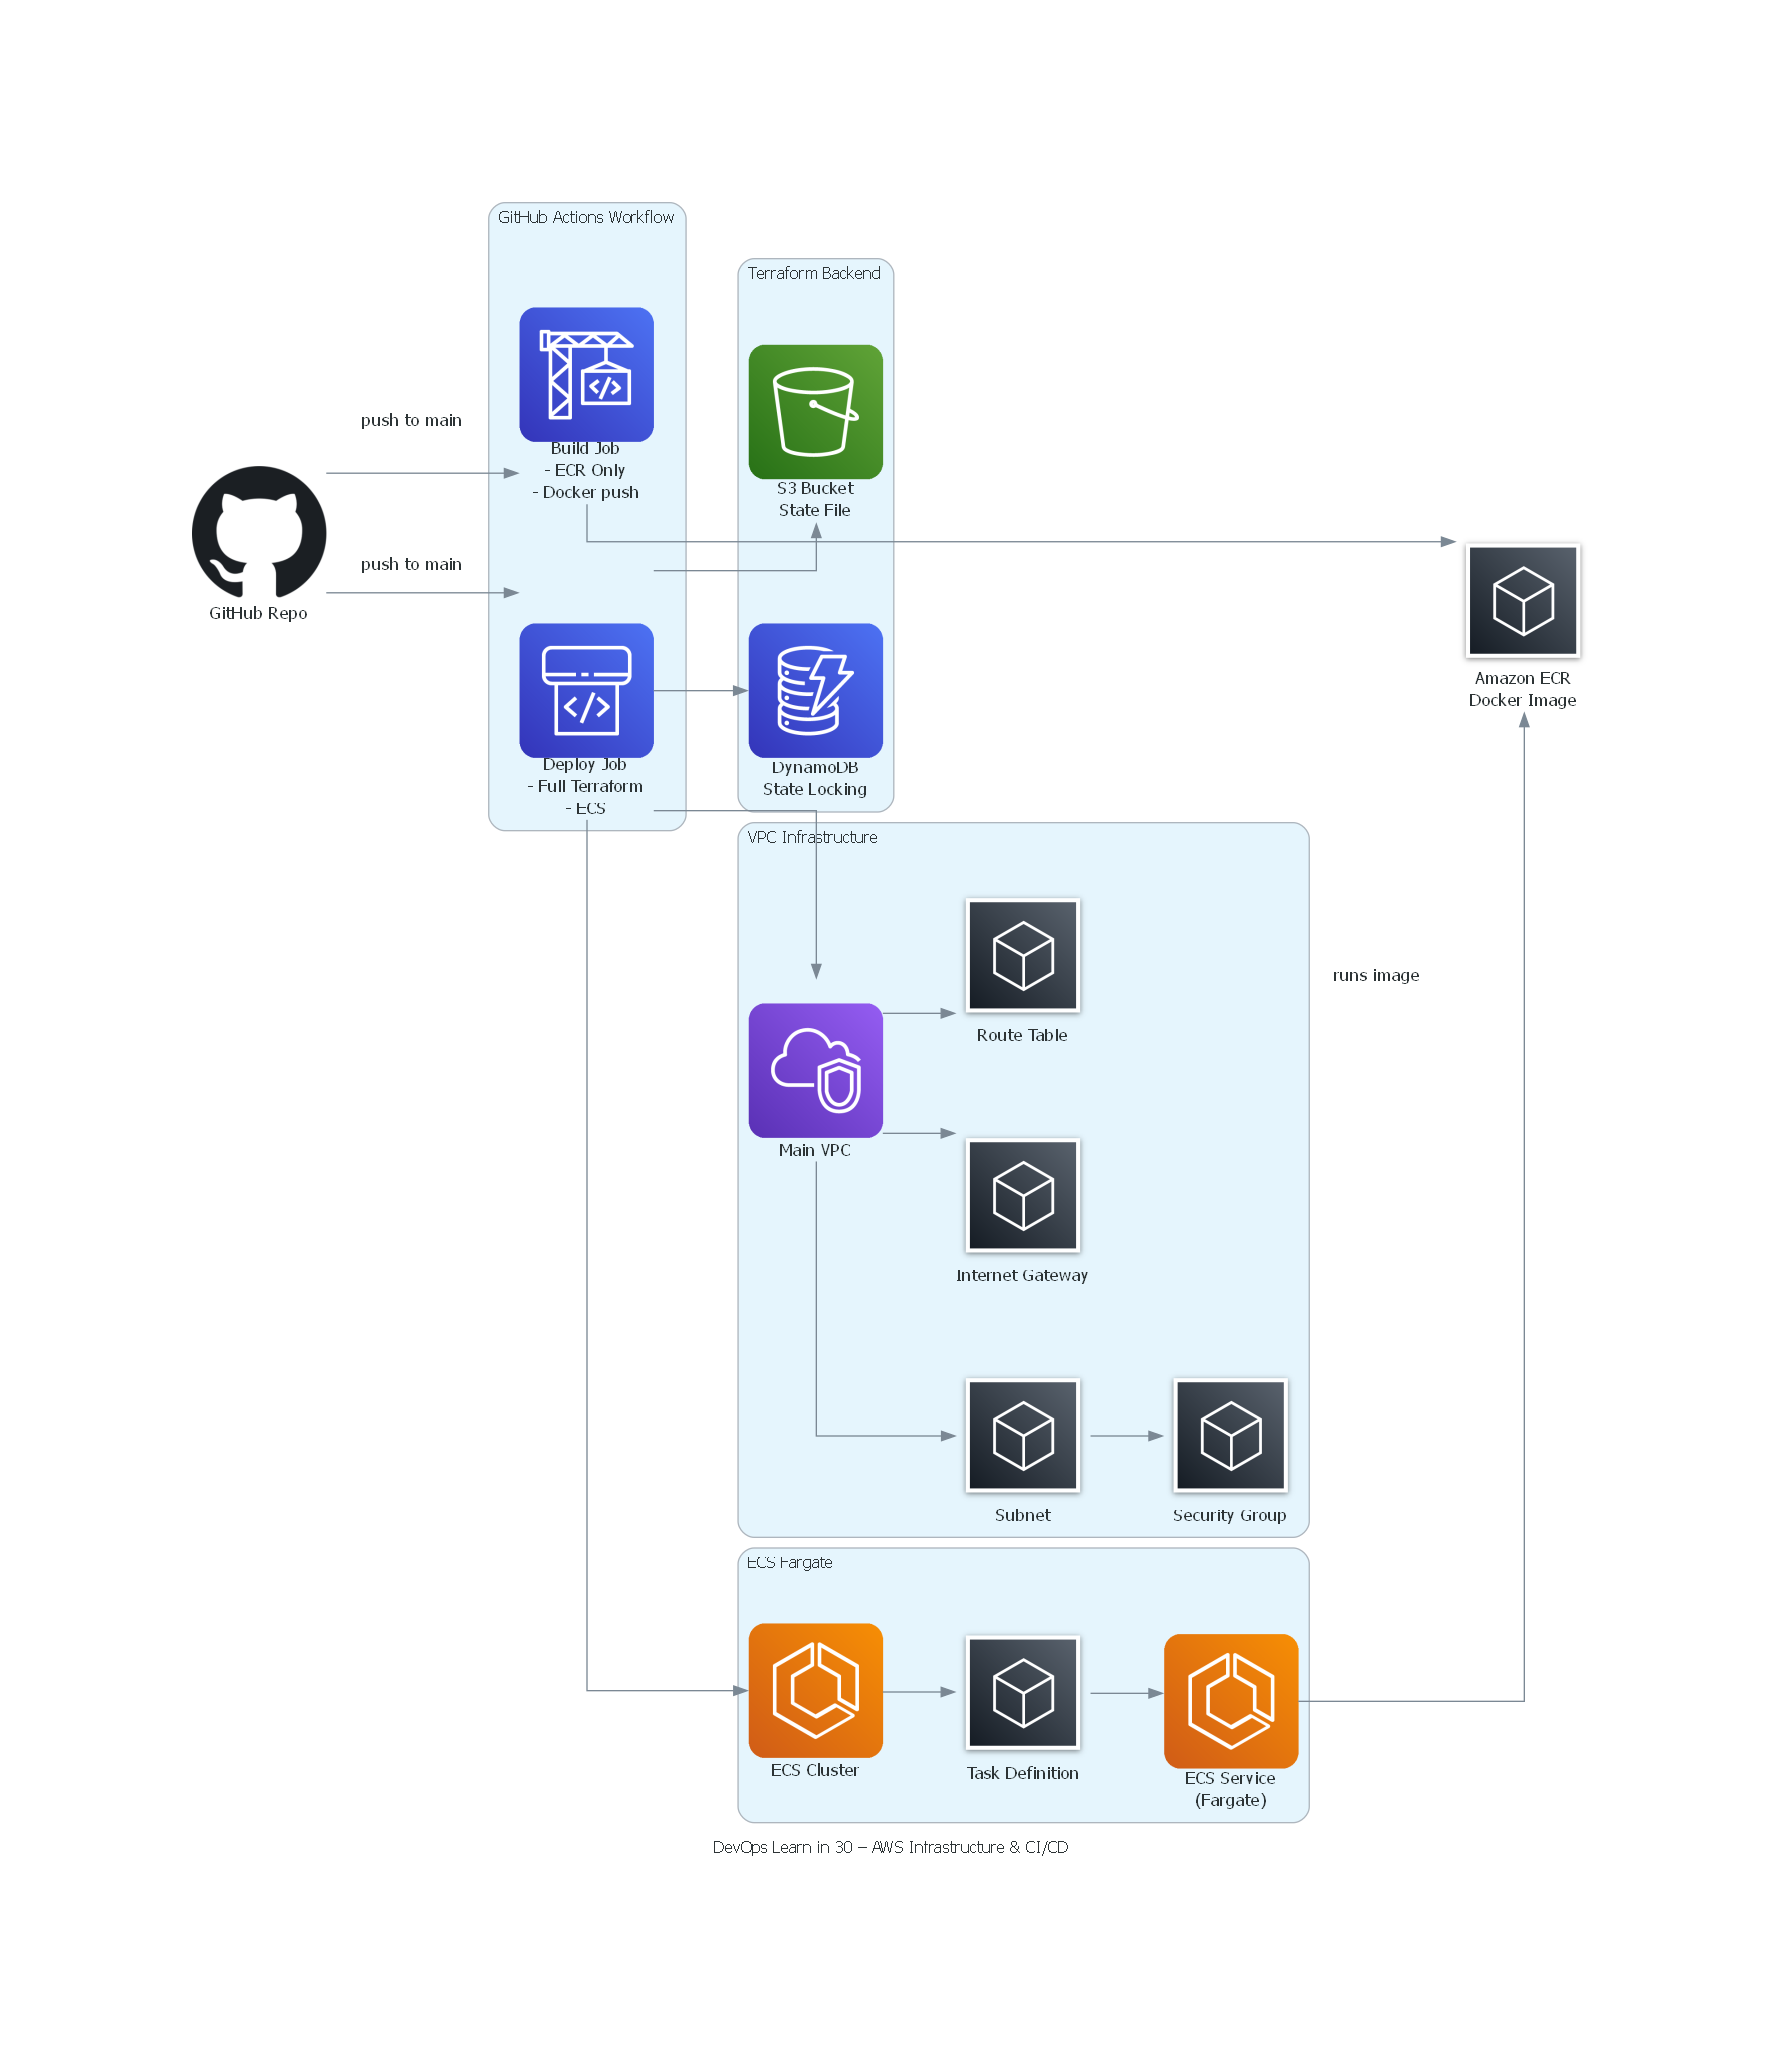 GitHub Actions Workflow
Terraform Backend
push to main
Build Job
- ECR Only
- Docker push
S3 Bucket
State File
push to main
GitHub Repo
Amazon ECR
Docker Image
Deploy Job
- Full Terraform
- ECS
DynamoDB
State Locking
VPC Infrastructure
runs image
Route Table
Main VPC
Internet Gateway
Subnet
Security Group
ECS Fargate
ECS Cluster
Task Definition
ECS Service
(Fargate)
DevOps Learn in 30 – AWS Infrastructure & CI/CD